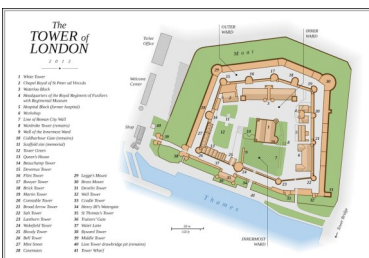 The
TOWER of
LONDON
2015
1 White Tower
2 Chapel Royal of St Peter ad Vincula
3 Waterloo Block
4 Headquarters of the Royal Regiment of Fusiliers
with Regimental Museum
5 Hospital Block (former hospital)
6 Workshop
7 Line of Roman City Wall
8 Wardrobe Tower (remains)
9 Wall of the Innermost Ward
10 Coldharbour Gate (remains)
11 Scaffold site (memorial)
12 Tower Green
13 Queen's House
14 Beauchamp Tower
15 Devereux Tower
16 Flint Tower
17 Bowyer Tower
18 Brick Tower
19 Martin Tower
20 Constable Tower
21 Broad Arrow Tower
22 Salt Tower
23 Lanthorn Tower
24 Wakefield Tower
25 Bloody Tower
26 Bell Tower
27 Mint Street
28 Casemates
29 Legge's Mount
30 Brass Mount
31 Develin Tower
32 Well Tower
33 Cradle Tower
34 Henry III's Watergate
35 St Thomas's Tower
36 Traitors' Gate
37 Water Lane
38 Byward Tower
39 Middle Tower
40 Lion Tower (drawbridge pit remains)
41 Tower Wharf
Ticket
Office
Welcome
Center
Shop
OUTER
WARD
INNER
WARD
Moat
INNERMOST
WARD
Thames
Tower Bridge